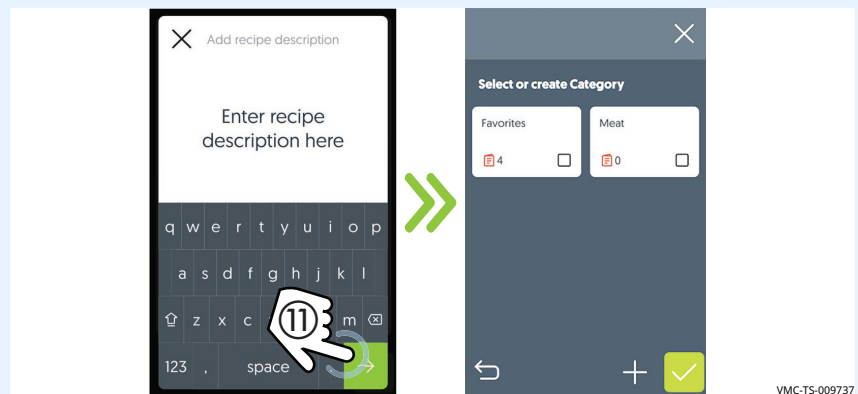 Add recipe description
Enter recipe
description here
q w e r t y u i o p
a s d f g h j k l
z x c m
123 , space .
11
Select or create Category
Favorites
4
Meat
0
VMC-TS-009737